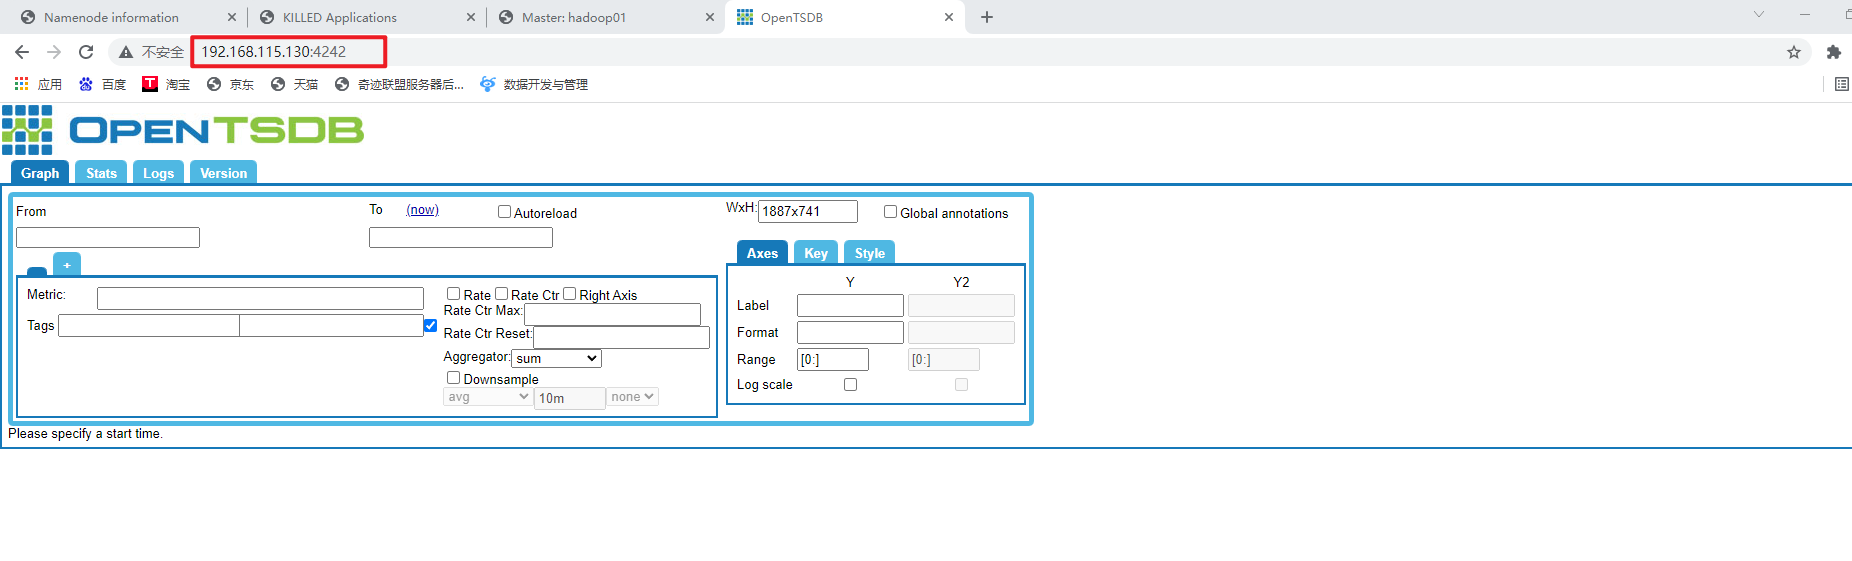 Namenode information
KILLED Applications
Master: hadoop01
OpenTSDB
不安全 192.168.115.130:4242
应用 百度 淘宝 京东 天猫 奇迹联盟服务器后... 数据开发与管理
OPENTSDB
Graph Stats Logs Version
From To (now) Autoreload WxH: 1887x741 Global annotations
+
Axes Key Style
Metric: Rate Rate Ctr Right Axis Y Y2
Rate Ctr Max: Label
Tags Rate Ctr Reset: Format
Aggregator: sum Range [0:] [0:]
Downsample Log scale
avg 10m none
Please specify a start time.